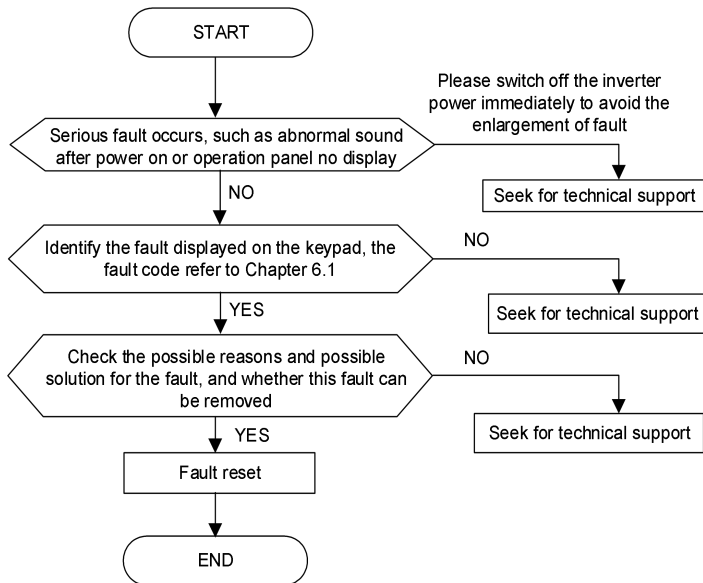 START
Please switch off the inverter
power immediately to avoid the
enlargement of fault
Serious fault occurs, such as abnormal sound
after power on or operation panel no display
Seek for technical support
NO
Identify the fault displayed on the keypad, the
fault code refer to Chapter 6.1
NO
Seek for technical support
YES
Check the possible reasons and possible
solution for the fault, and whether this fault can
be removed
NO
Seek for technical support
YES
Fault reset
END